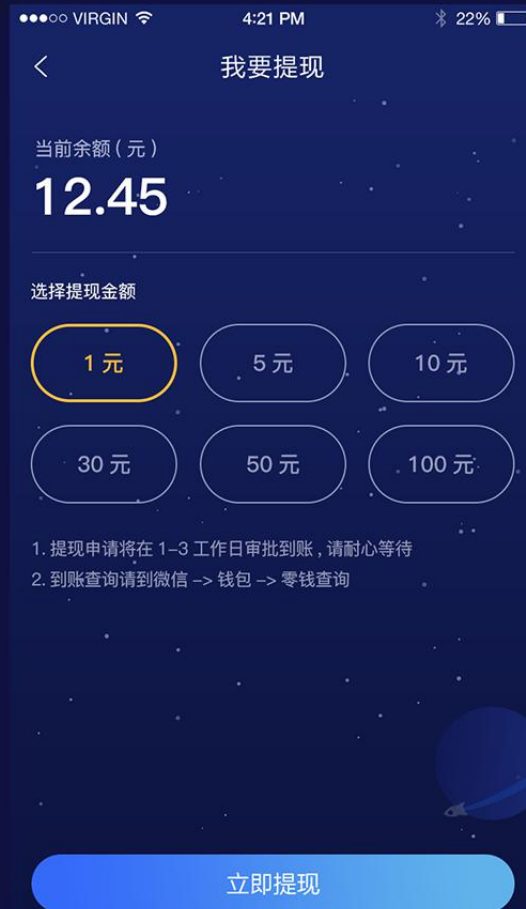 VIRGIN 4:21 PM 22%
我要提现
当前余额(元)
12.45
选择提现金额
1 元 5 元 10 元
30 元 50 元 100 元
1. 提现申请将在 1–3 工作日审批到账 , 请耐心等待
2. 到账查询请到微信 –> 钱包 –> 零钱查询
立即提现